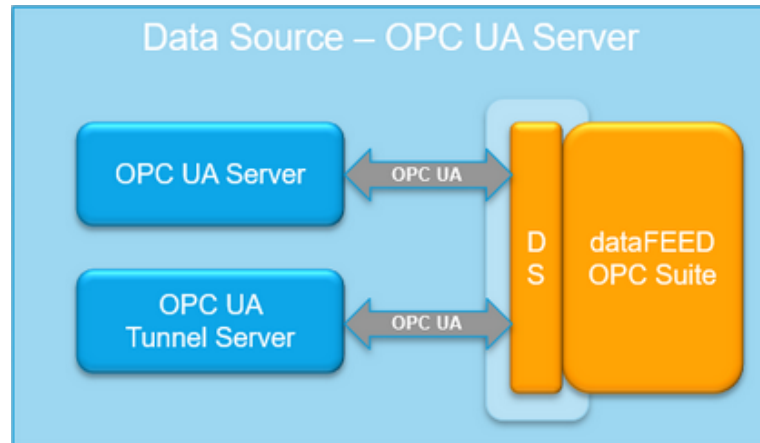 Data Source – OPC UA Server
OPC UA Server
OPC UA
OPC UA
Tunnel Server
OPC UA
D
S
dataFEED
OPC Suite